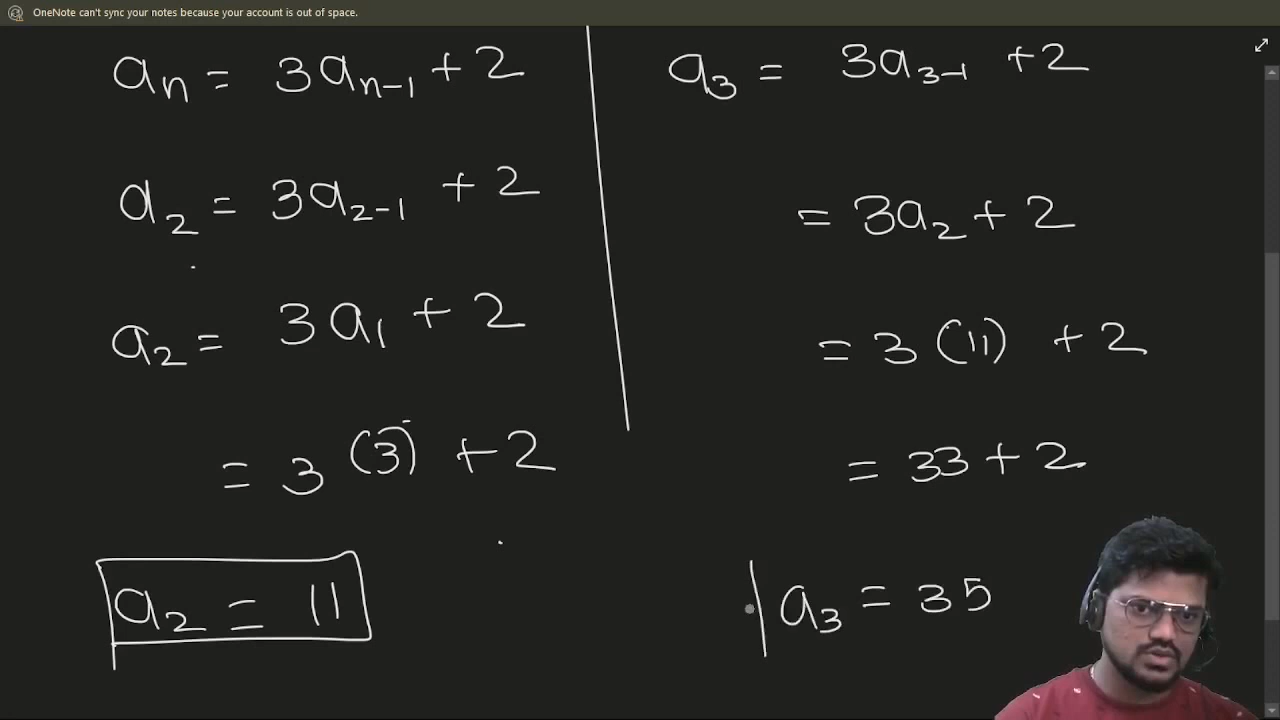 OneNote can't sync your notes because your account is out of space.
aₙ = 3aₙ₋₁ + 2
a₂ = 3a₂₋₁ + 2
a₂ = 3a₁ + 2
= 3 (3) + 2
a₂ = 11
a₃ = 3a₃₋₁ + 2
= 3a₂ + 2
= 3 (11) + 2
= 33 + 2
a₃ = 35